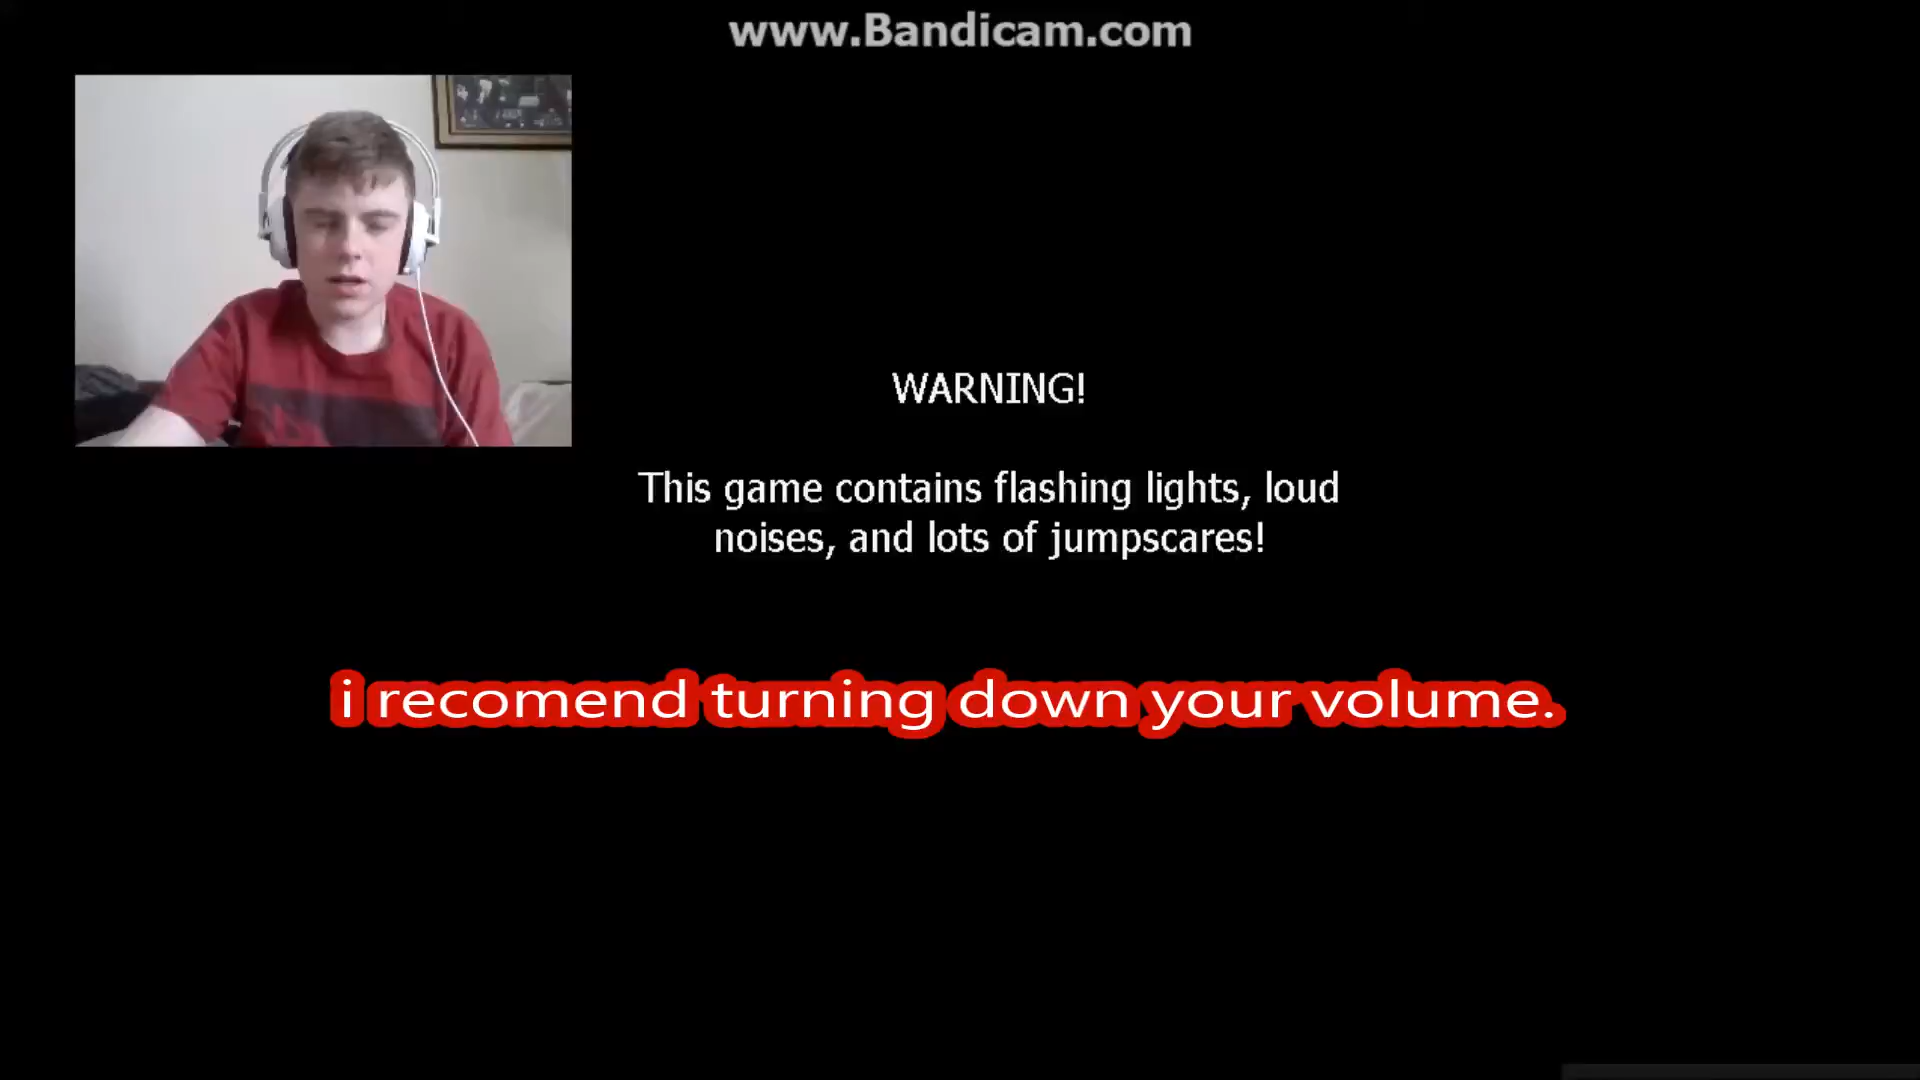 www.Bandicam.com
WARNING!
This game contains flashing lights, loud
noises, and lots of jumpscares!
i recomend turning down your volume.